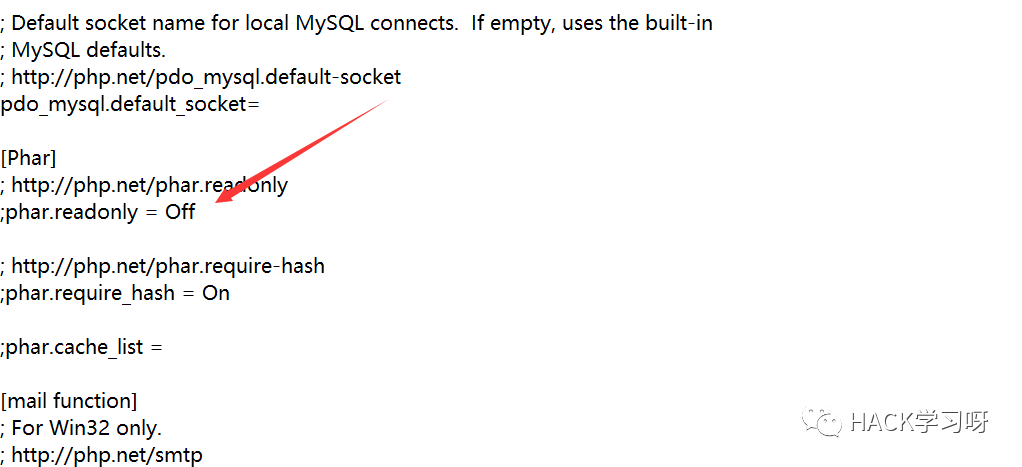 ; Default socket name for local MySQL connects.  If empty, uses the built-in
; MySQL defaults.
; http://php.net/pdo_mysql.default-socket
pdo_mysql.default_socket=
[Phar]
; http://php.net/phar.readonly
;phar.readonly = Off
; http://php.net/phar.require-hash
;phar.require_hash = On
;phar.cache_list =
[mail function]
; For Win32 only.
; http://php.net/smtp
HACK学习呀